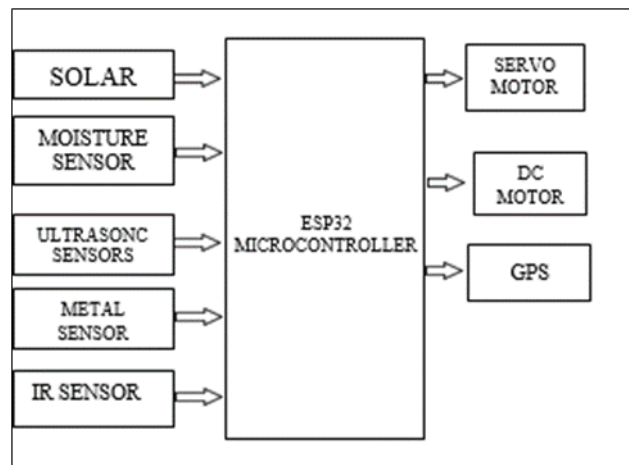 SOLAR
MOISTURE
SENSOR
ULTRASONC
SENSORS
METAL
SENSOR
IR SENSOR
ESP32
MICROCONTROLLER
SERVO
MOTOR
DC
MOTOR
GPS